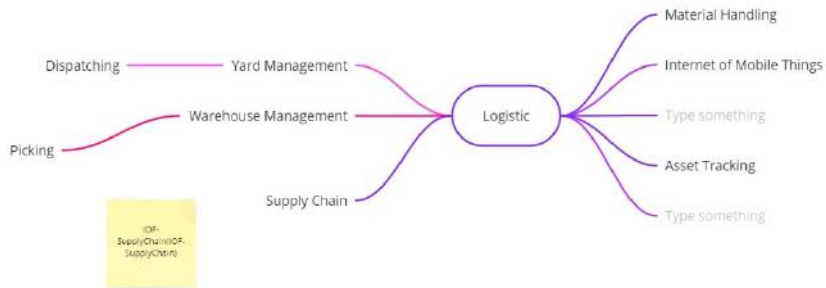 Material Handling
Dispatching
Yard Management
Internet of Mobile Things
Warehouse Management
Logistic
Type something
Picking
Asset Tracking
Supply Chain
Type something
IOF-
SupplyChain(IOF-
SupplyChain)